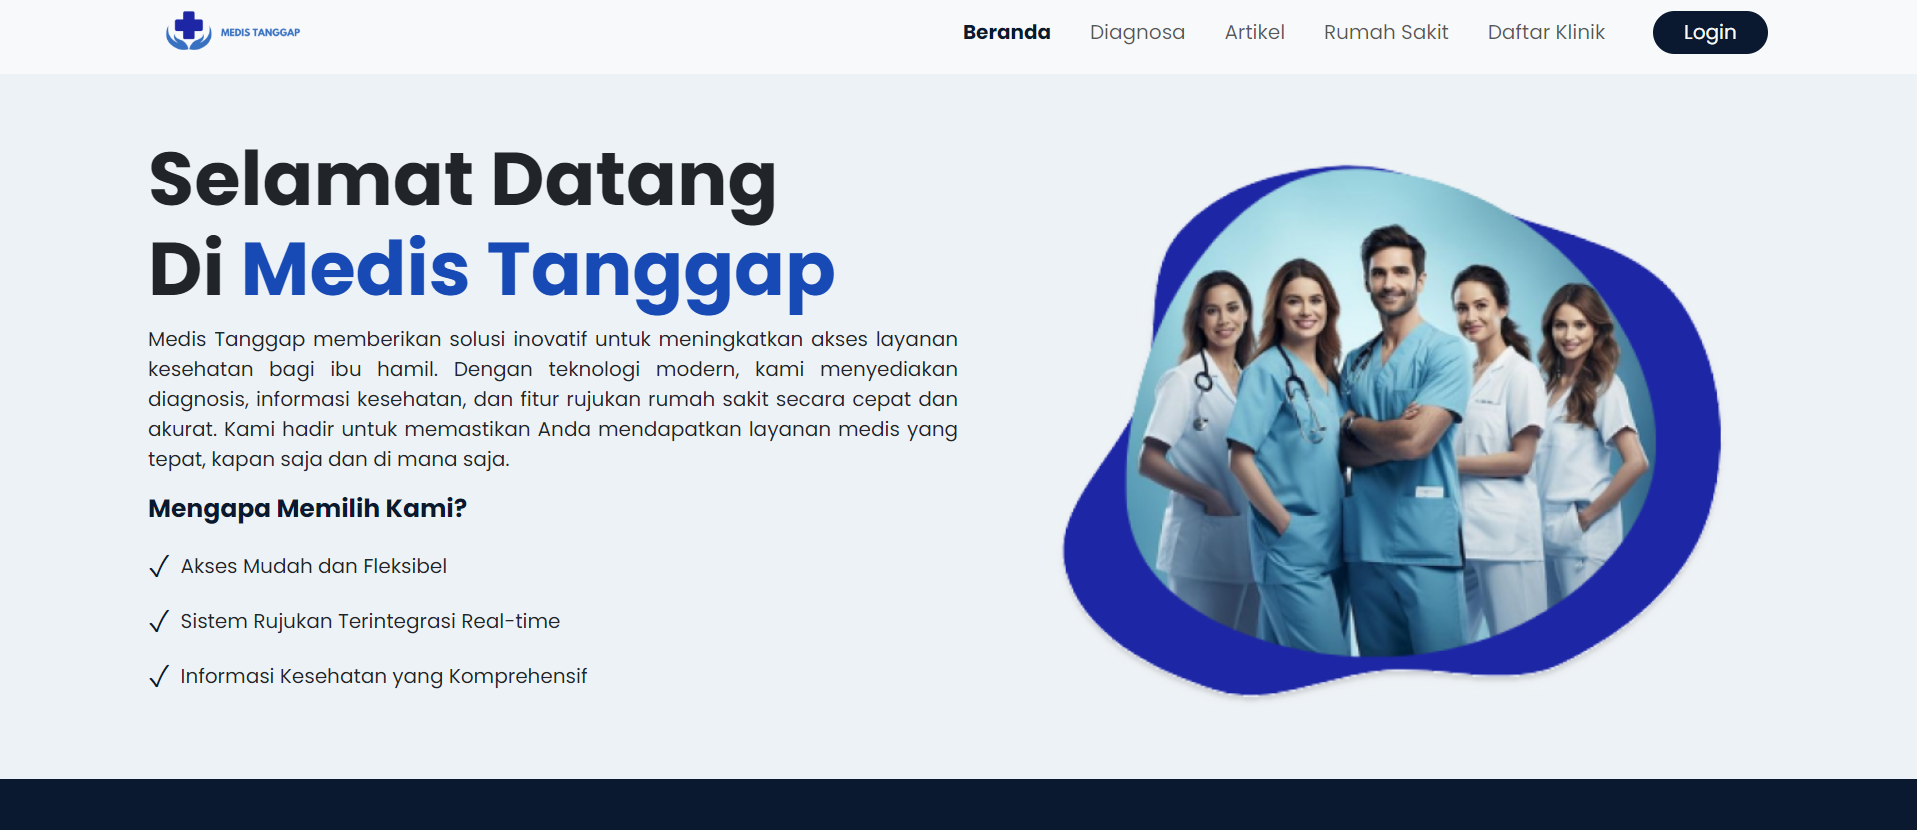 MEDIS TANGGAP
Beranda
Diagnosa
Artikel
Rumah Sakit
Daftar Klinik
Login
Selamat Datang
Di Medis Tanggap
Medis Tanggap memberikan solusi inovatif untuk meningkatkan akses layanan
kesehatan bagi ibu hamil. Dengan teknologi modern, kami menyediakan
diagnosis, informasi kesehatan, dan fitur rujukan rumah sakit secara cepat dan
akurat. Kami hadir untuk memastikan Anda mendapatkan layanan medis yang
tepat, kapan saja dan di mana saja.
Mengapa Memilih Kami?
✓ Akses Mudah dan Fleksibel
✓ Sistem Rujukan Terintegrasi Real-time
✓ Informasi Kesehatan yang Komprehensif